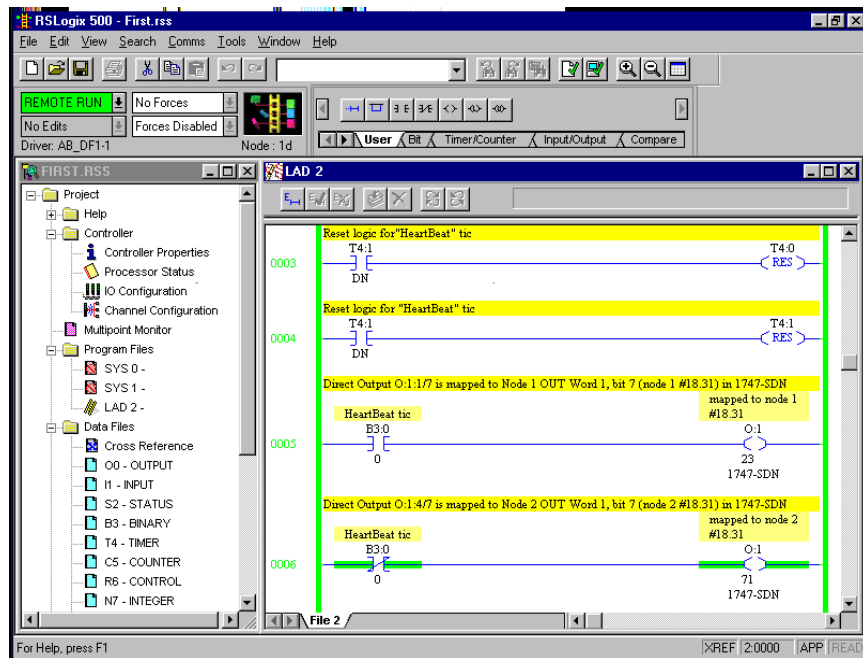 RSLogix 500 - First.rss
File Edit View Search Comms Tools Window Help
REMOTE RUN
No Forces
No Edits
Forces Disabled
Driver: AB_DF1-1
Node : 1d
User
Bit
Timer/Counter
Input/Output
Compare
FIRST.RSS
Project
Help
Controller
Controller Properties
Processor Status
IO Configuration
Channel Configuration
Multipoint Monitor
Program Files
SYS 0 -
SYS 1 -
LAD 2 -
Data Files
Cross Reference
O0 - OUTPUT
I1 - INPUT
S2 - STATUS
B3 - BINARY
T4 - TIMER
C5 - COUNTER
R6 - CONTROL
N7 - INTEGER
LAD 2
Reset logic for"HeartBeat" tic
T4:1
T4:0
0003
RES
DN
Reset logic for "HeartBeat" tic
T4:1
T4:1
0004
RES
DN
Direct Output O:1:1/7 is mapped to Node 1 OUT Word 1, bit 7 (node 1 #18.31) in 1747-SDN
mapped to node 1
#18.31
HeartBeat tic
B3:0
O:1
0005
0
23
1747-SDN
Direct Output O:1:4/7 is mapped to Node 2 OUT Word 1, bit 7 (node 2 #18.31) in 1747-SDN
mapped to node 2
#18.31
HeartBeat tic
B3:0
O:1
0006
0
71
1747-SDN
File 2
For Help, press F1
XREF
2:0000
APP
READ